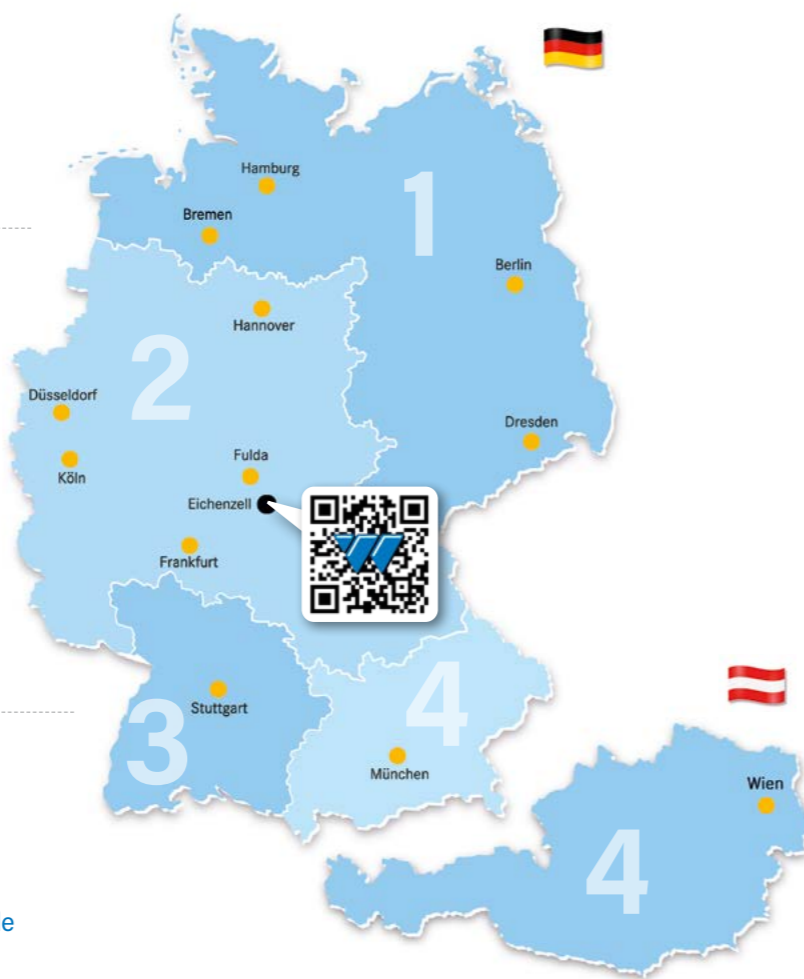 Hamburg
1
Bremen
Berlin
Hannover
2
Düsseldorf
Dresden
Fulda
Köln
Eichenzell
Frankfurt
4
Stuttgart
3
München
Wien
4
e